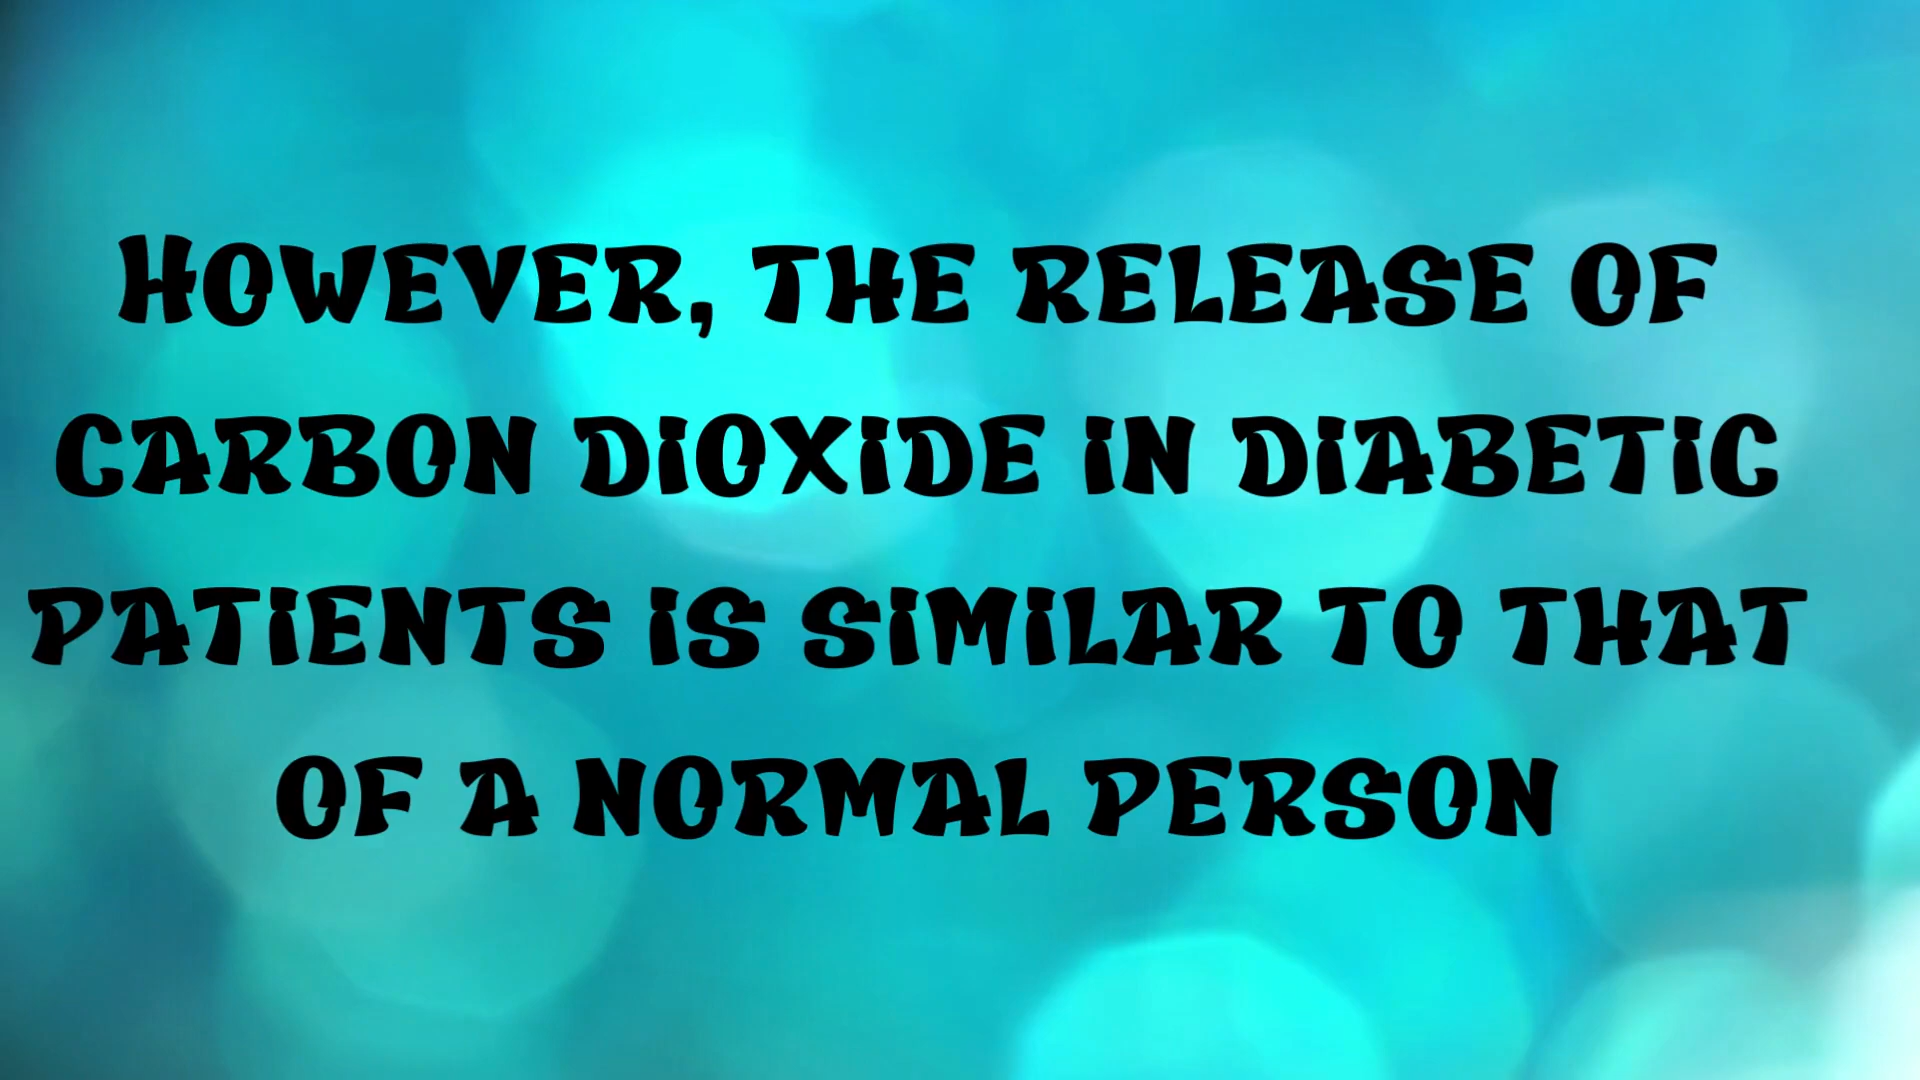 However, the release of
carbon dioxide in diabetic
patients is similar to that
of a normal person